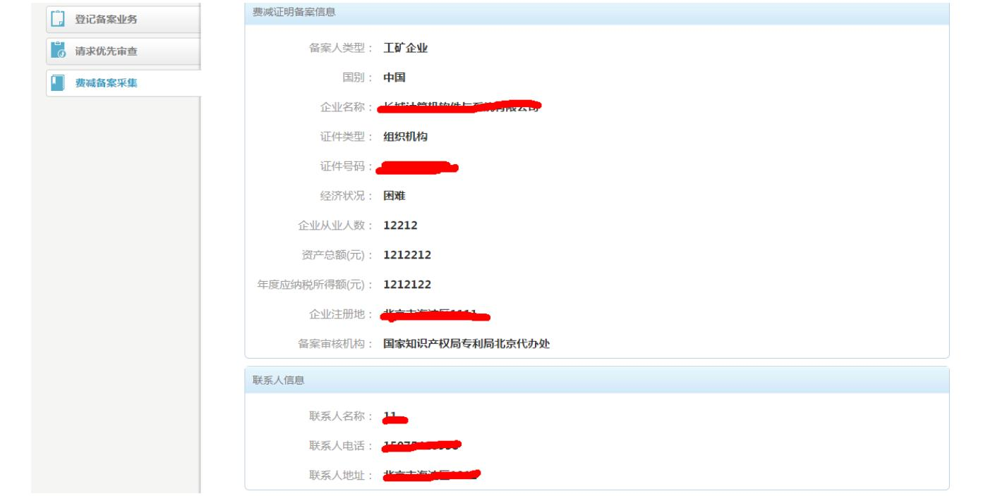 登记备案业务
请求优先审查
费减备案采集
费减证明备案信息
备案人类型： 工矿企业
国别： 中国
企业名称：
证件类型： 组织机构
证件号码：
经济状况： 困难
企业从业人数： 12212
资产总额(元)： 1212212
年度应纳税所得额(元)： 1212122
企业注册地：
备案审核机构： 国家知识产权局专利局北京代办处
联系人信息
联系人名称：
联系人电话：
联系人地址：